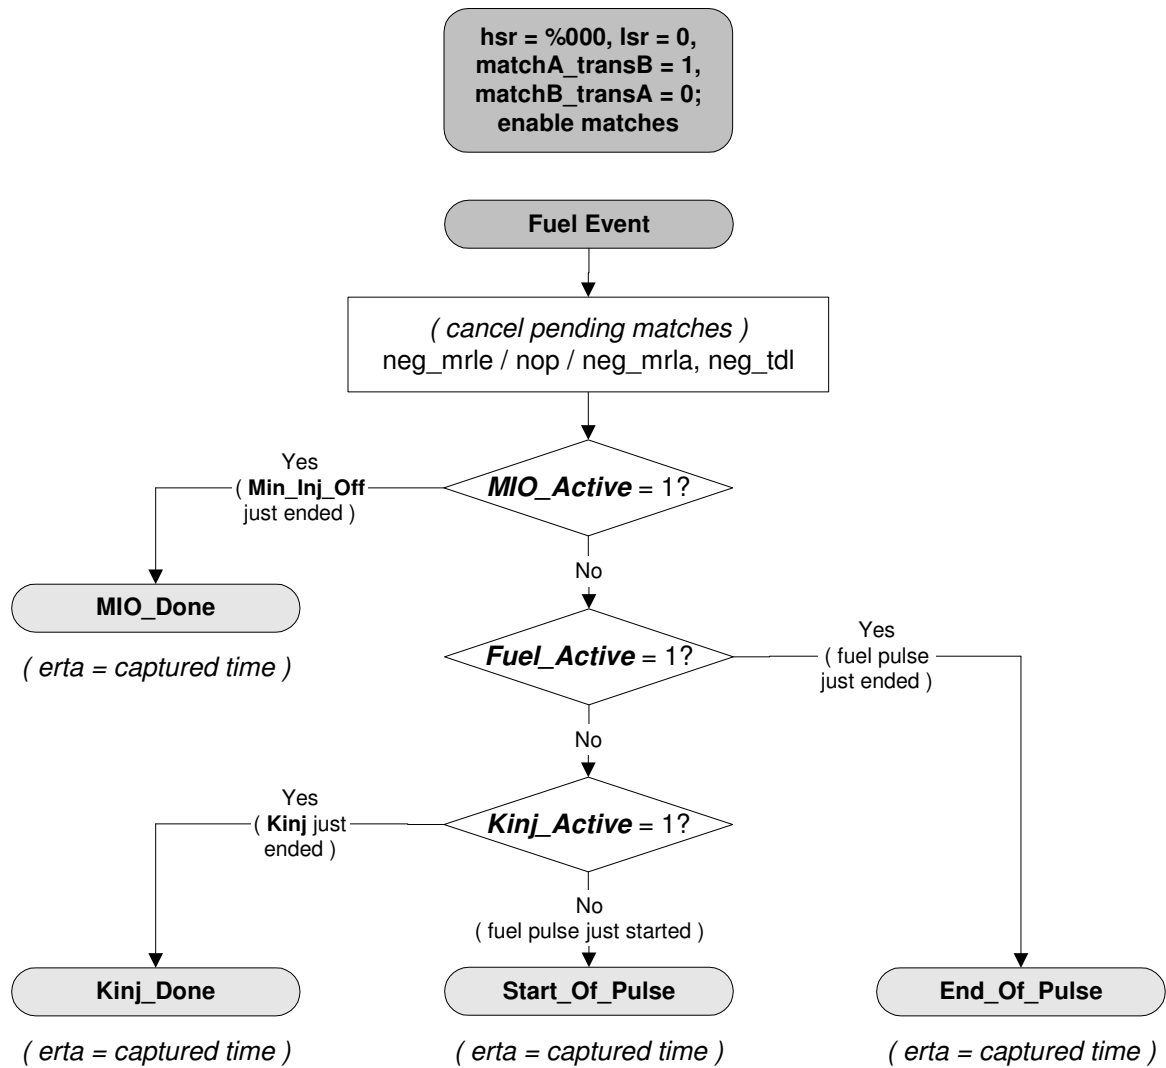 hsr = %000, lsr = 0,
matchA_transB = 1,
matchB_transA = 0;
enable matches
Fuel Event
( cancel pending matches )
neg_mrle / nop / neg_mrla, neg_tdl
MIO_Active = 1?
Yes
( Min_Inj_Off
just ended )
No
MIO_Done
( erta = captured time )
Fuel_Active = 1?
Yes
( fuel pulse
just ended )
No
Kinj_Active = 1?
Yes
( Kinj just
ended )
No
( fuel pulse just started )
Kinj_Done
Start_Of_Pulse
End_Of_Pulse
( erta = captured time )
( erta = captured time )
( erta = captured time )